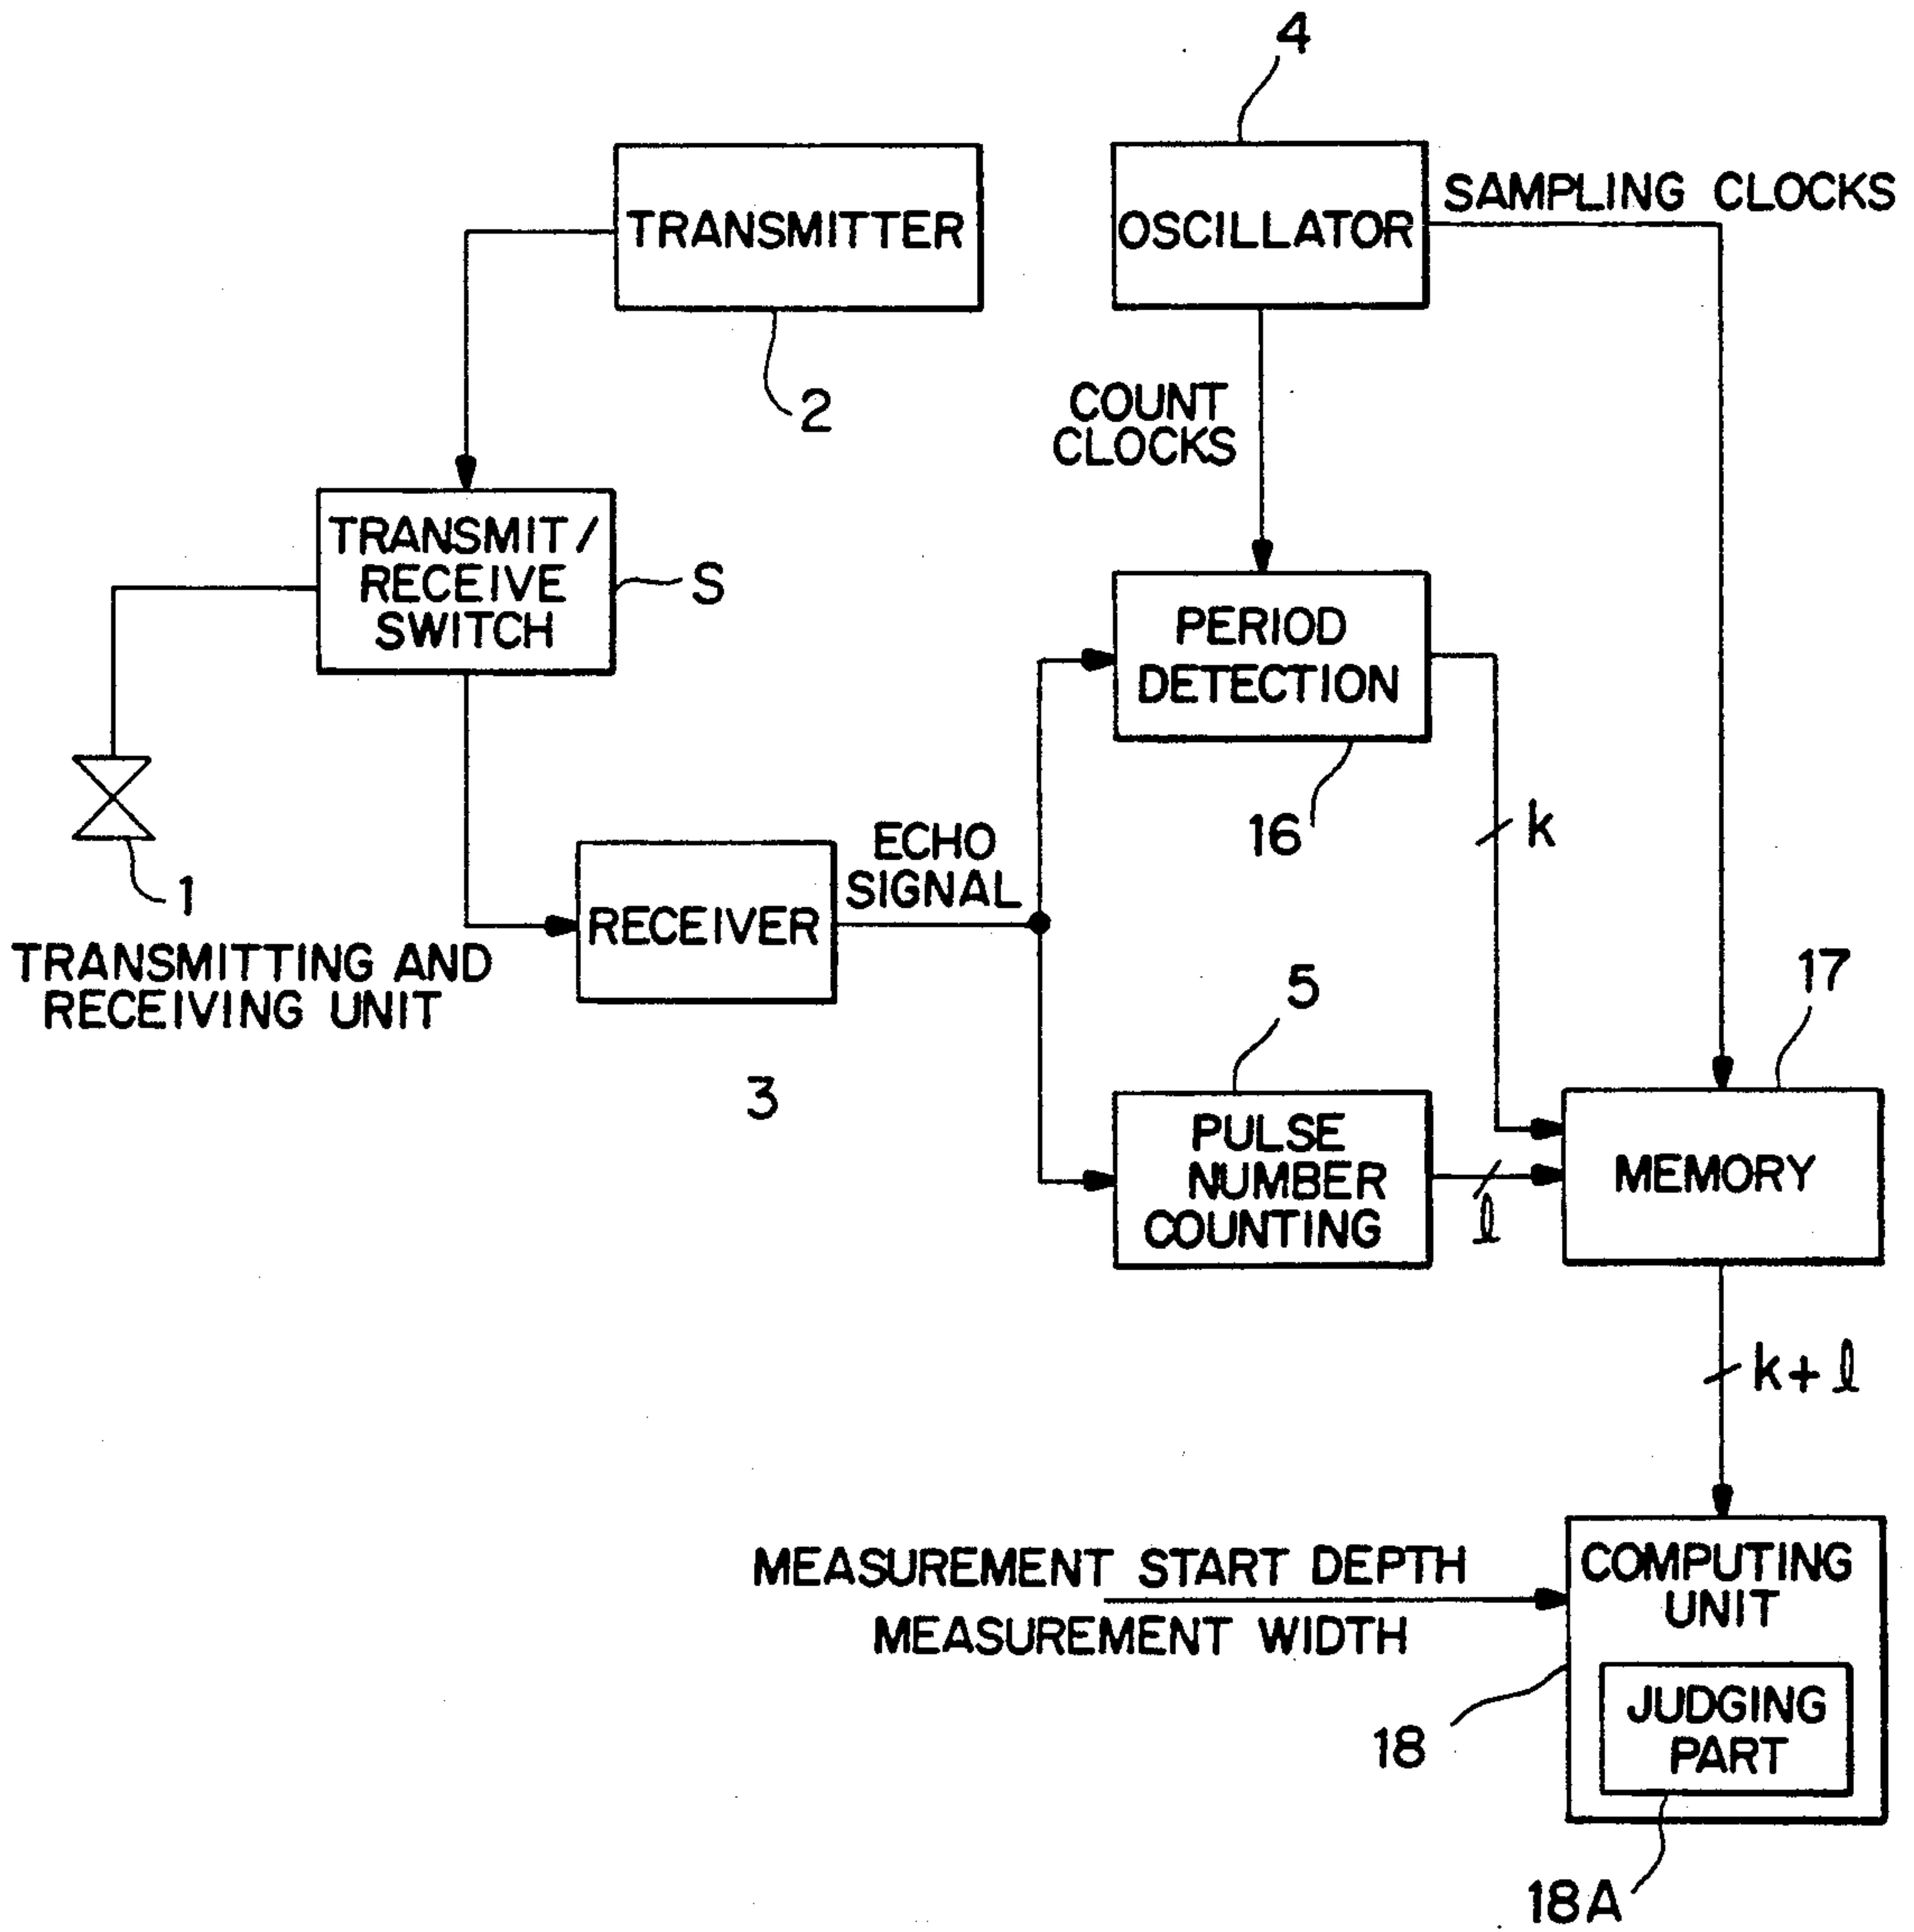 4
TRANSMITTER
OSCILLATOR
SAMPLING CLOCKS
2
COUNT
CLOCKS
TRANSMIT/
RECEIVE
SWITCH
S
PERIOD
DETECTION
16
k
1
TRANSMITTING AND
RECEIVING UNIT
RECEIVER
ECHO
SIGNAL
3
5
17
PULSE
NUMBER
COUNTING
l
MEMORY
k+l
MEASUREMENT START DEPTH
MEASUREMENT WIDTH
COMPUTING
UNIT
18
JUDGING
PART
18A